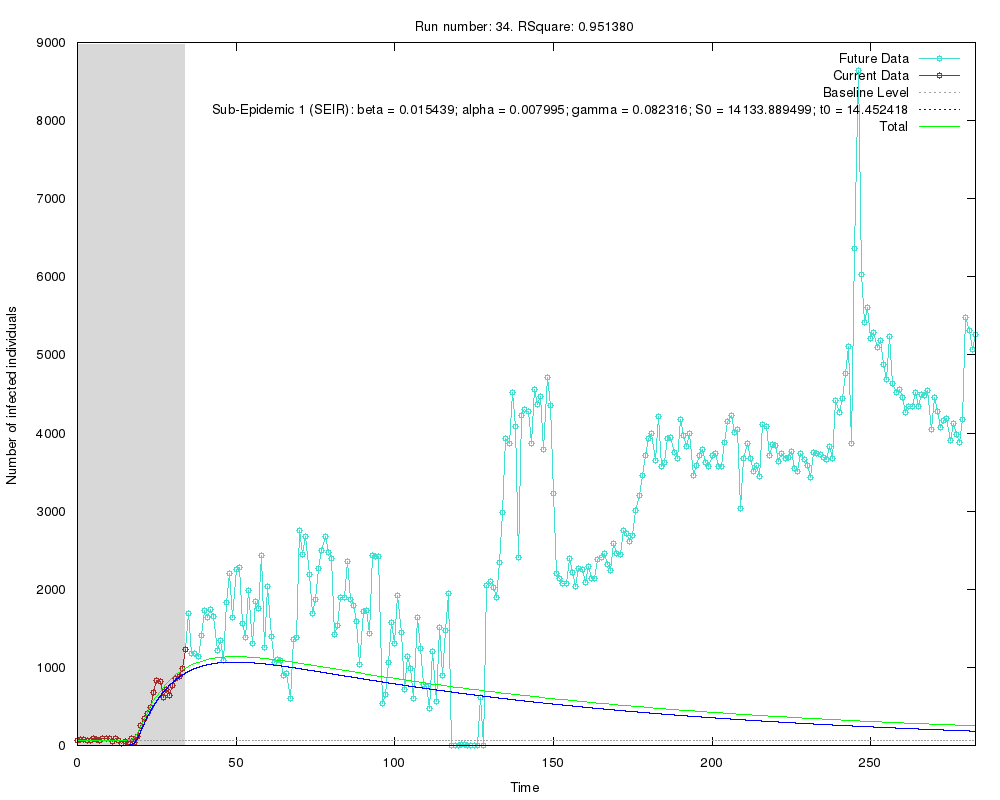 Run number: 34. RSquare: 0.951380
Future Data
Current Data
Baseline Level
Sub-Epidemic 1 (SEIR): beta = 0.015439; alpha = 0.007995; gamma = 0.082316; S0 = 14133.889499; t0 = 14.452418
Total
9000
8000
7000
6000
5000
4000
3000
2000
1000
0
Number of infected individuals
0 50 100 150 200 250
Time